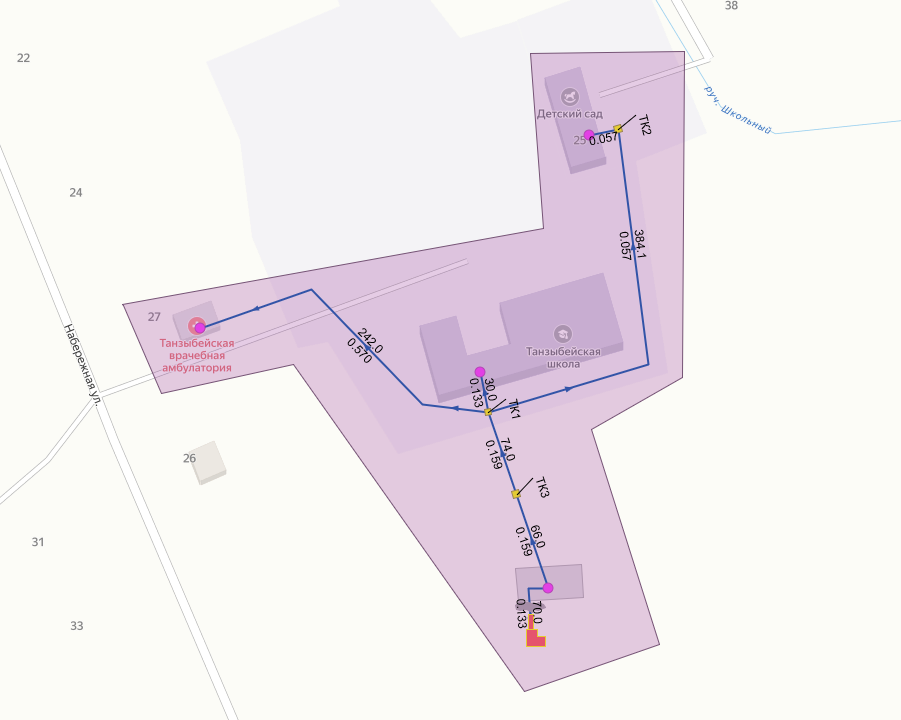 38
22
руч. Школьный
Детский сад
ТК2
25
0.057
24
384.1
0.057
27
Танзыбейская
врачебная
амбулатория
242.0
0.570
Танзыбейская
школа
Набережная ул.
30.0
0.133
ТК1
74.0
0.159
26
ТК3
66.0
0.159
31
70.0
0.133
33